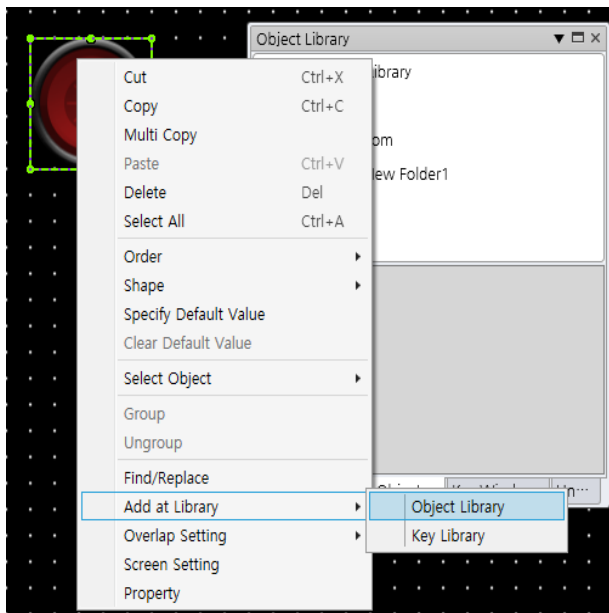 Object Library
Cut Ctrl+X
ibrary
Copy Ctrl+C
Multi Copy
om
Paste Ctrl+V
ew Folder1
Delete Del
Select All Ctrl+A
Order
Shape
Specify Default Value
Clear Default Value
Select Object
Group
Ungroup
Find/Replace
Add at Library
Object Library
Overlap Setting
Key Library
Screen Setting
Property